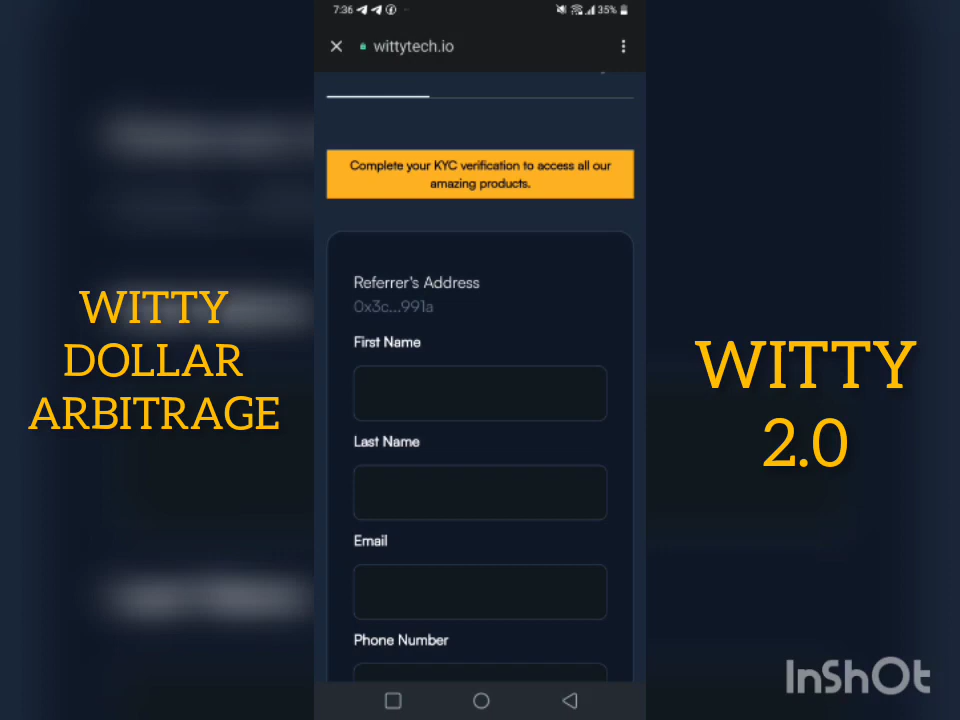 7:36
35%
wittytech.io
Complete your KYC verification to access all our
amazing products.
Referrer's Address
0x3c...991a
First Name
Last Name
Email
Phone Number
WITTY
DOLLAR
ARBITRAGE
WITTY
2.0
InShOt